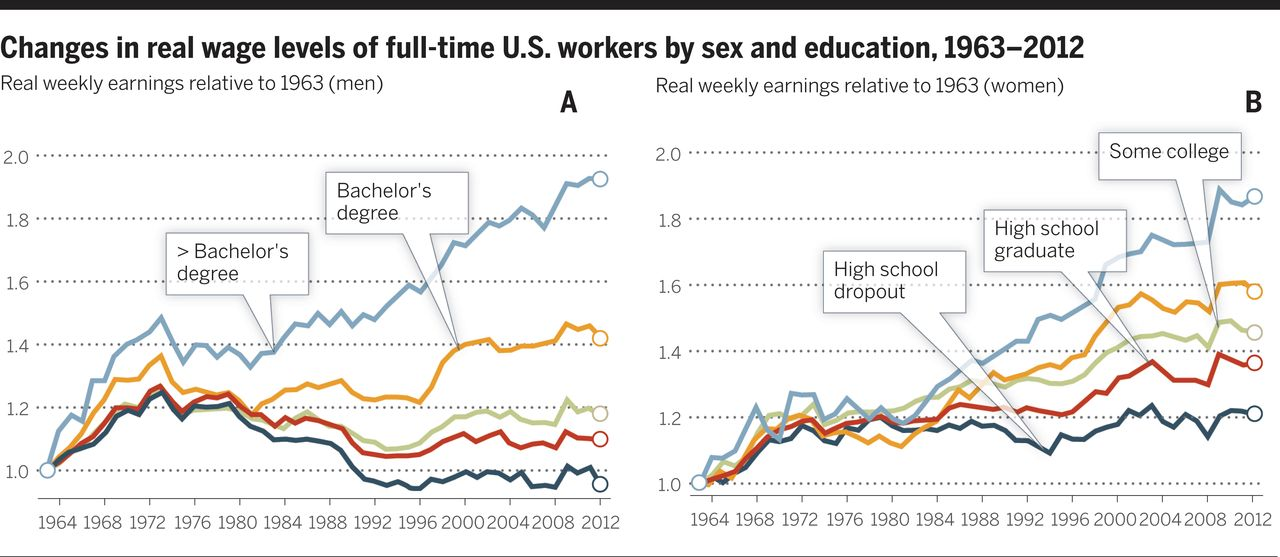 Changes in real wage levels of full-time U.S. workers by sex and education, 1963–2012
Real weekly earnings relative to 1963 (men)
A
2.0
1.8
1.6
1.4
1.2
1.0
> Bachelor's
degree
Bachelor's
degree
1964 1968 1972 1976 1980 1984 1988 1992 1996 2000 2004 2008 2012
Real weekly earnings relative to 1963 (women)
B
2.0
1.8
1.6
1.4
1.2
1.0
High school
dropout
High school
graduate
Some college
1964 1968 1972 1976 1980 1984 1988 1992 1996 2000 2004 2008 2012